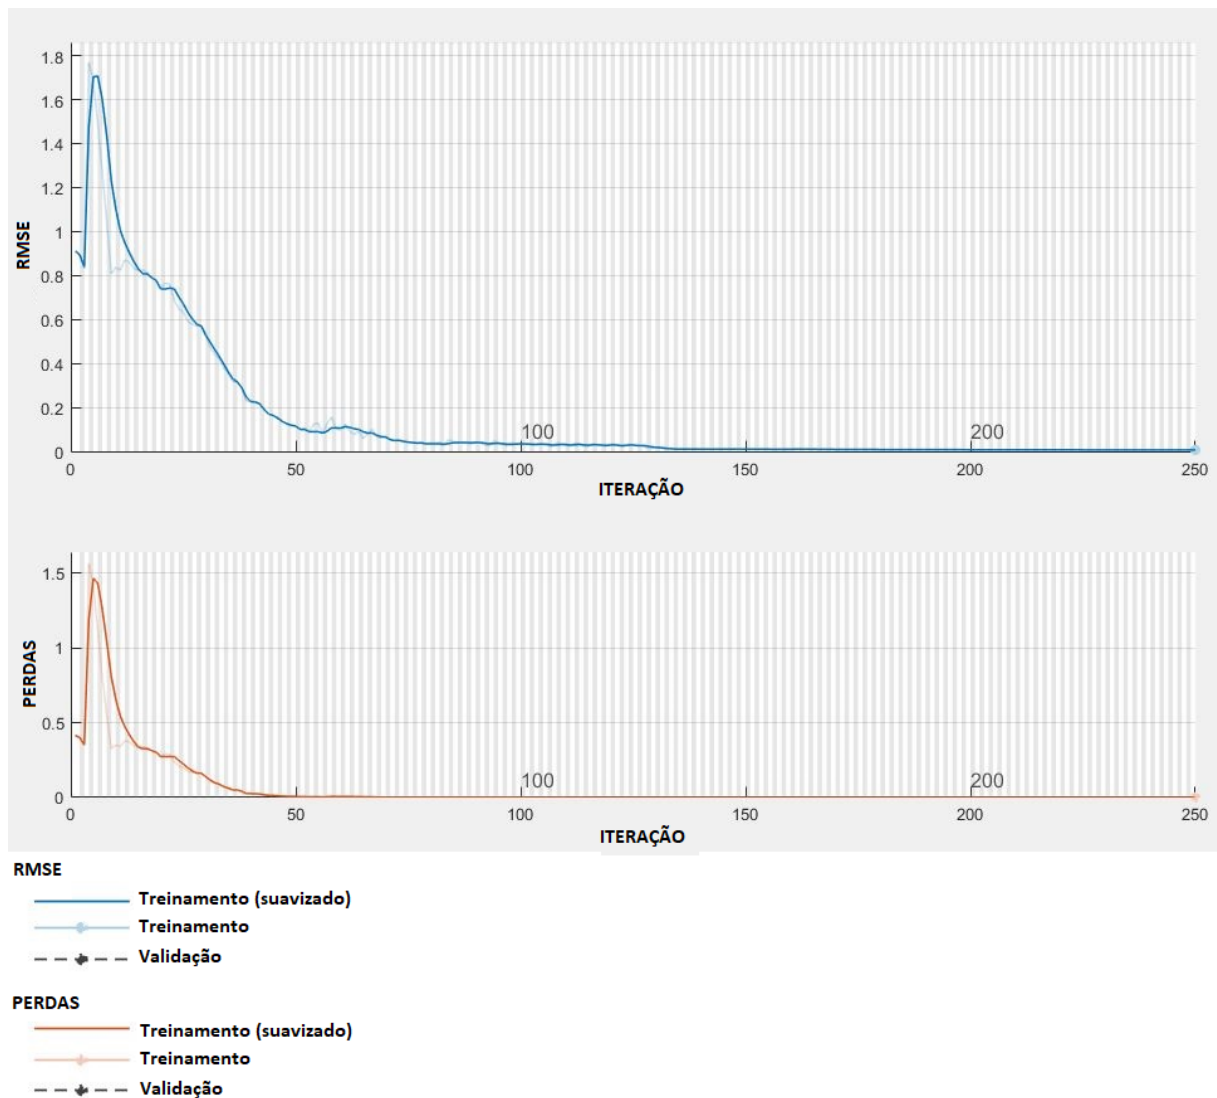 1.8
1.6
1.4
1.2
1
0.8
0.6
0.4
0.2
0
RMSE
100
200
0
50
100
150
200
250
ITERAÇÃO
1.5
1
0.5
0
PERDAS
100
200
0
50
100
150
200
250
ITERAÇÃO
RMSE
Treinamento (suavizado)
Treinamento
Validação
PERDAS
Treinamento (suavizado)
Treinamento
Validação